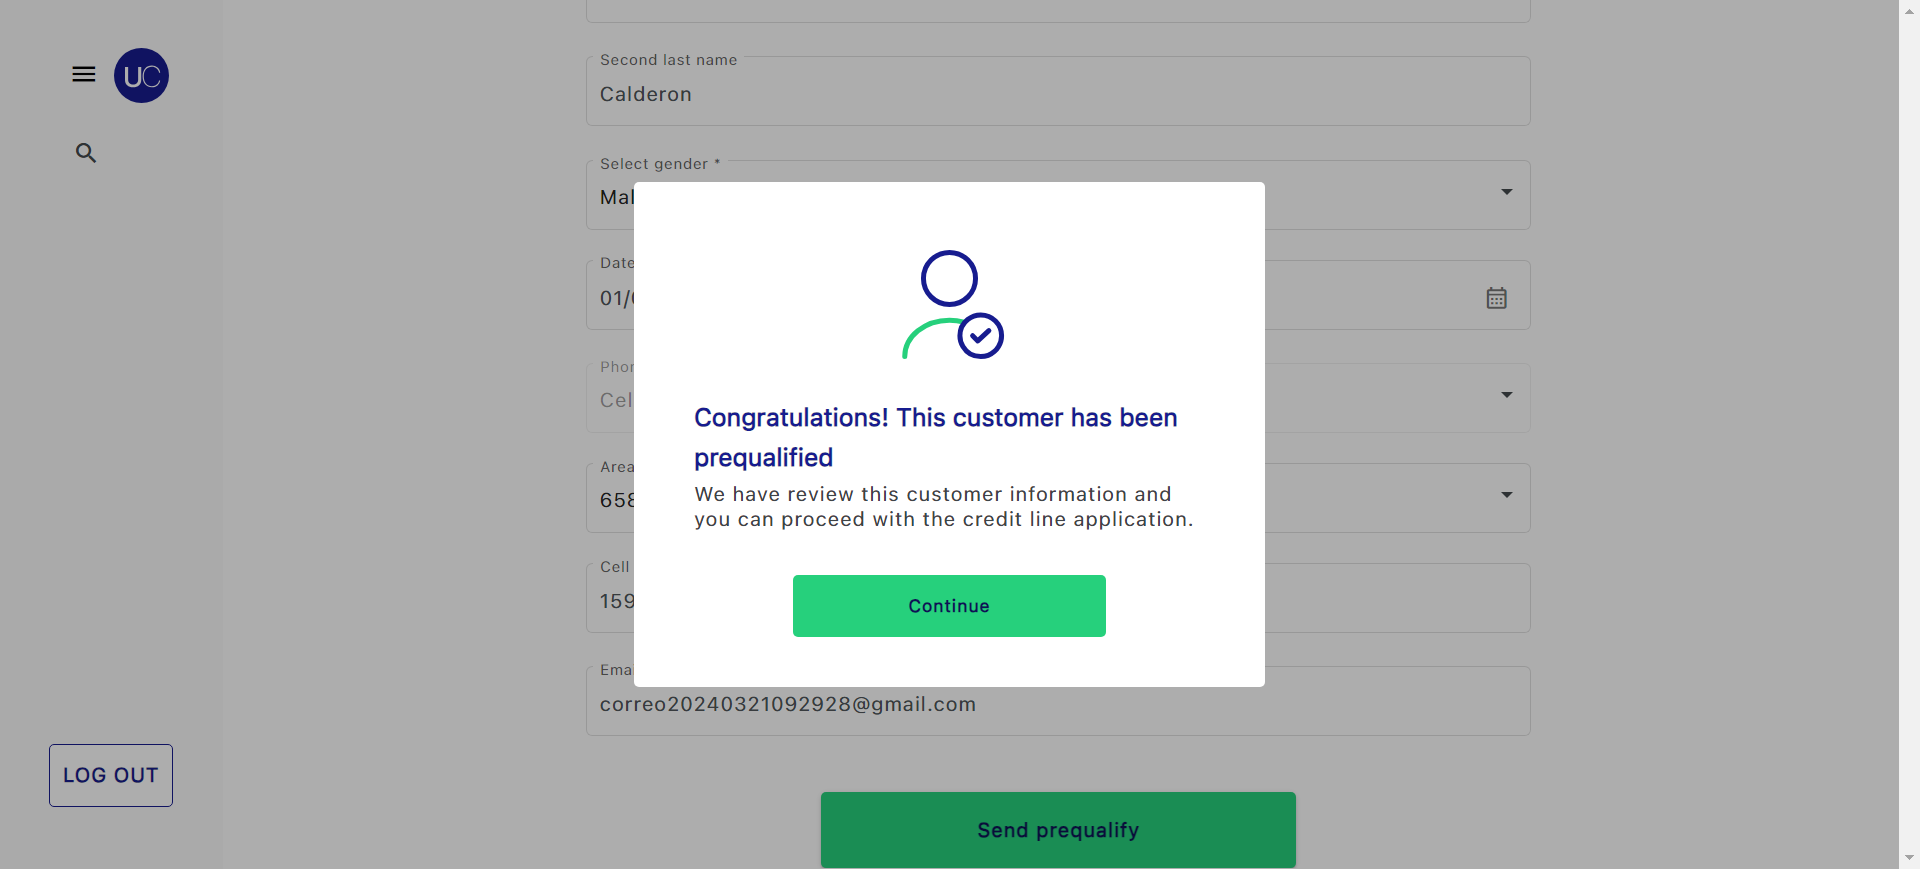 UC
Second last name
Calderon
Select gender *
Mal
Date
01/
Phon
Cel
Area
658
Cell
159
Ema
correo20240321092928@gmail.com
Congratulations! This customer has been
prequalified
We have review this customer information and
you can proceed with the credit line application.
Continue
LOG OUT
Send prequalify